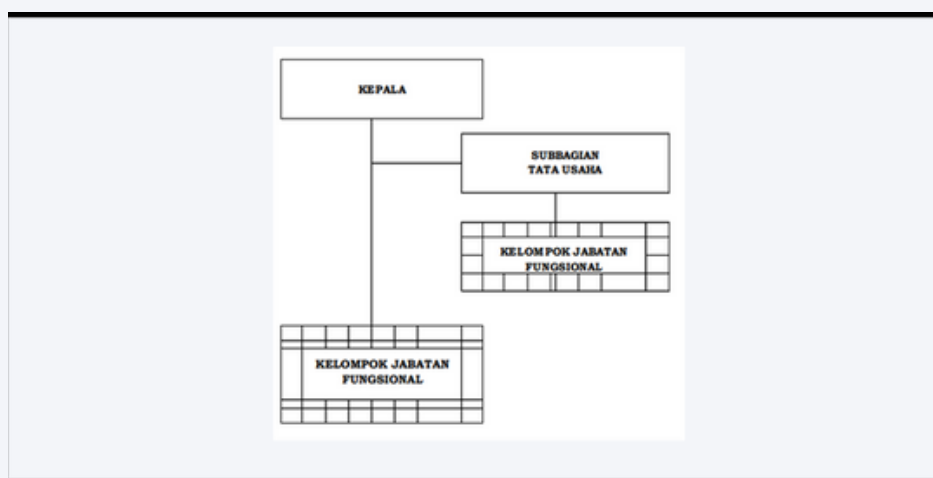 KEPALA
SUBBAGIAN
TATA USAHA
KELOMPOK JABATAN
FUNGSIONAL
KELOMPOK JABATAN
FUNGSIONAL